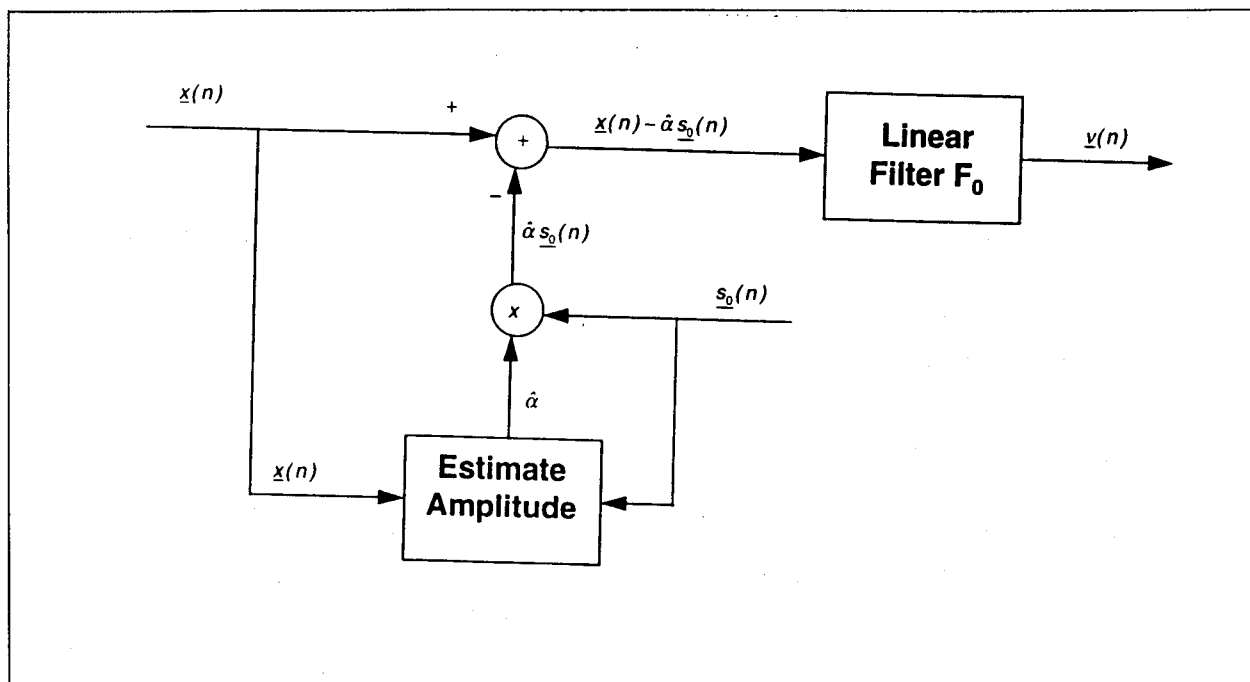 x(n)
+
+
−
x(n) − α̂ s₀(n)
Linear
Filter F₀
v(n)
α̂ s₀(n)
x
s₀(n)
α̂
x(n)
Estimate
Amplitude